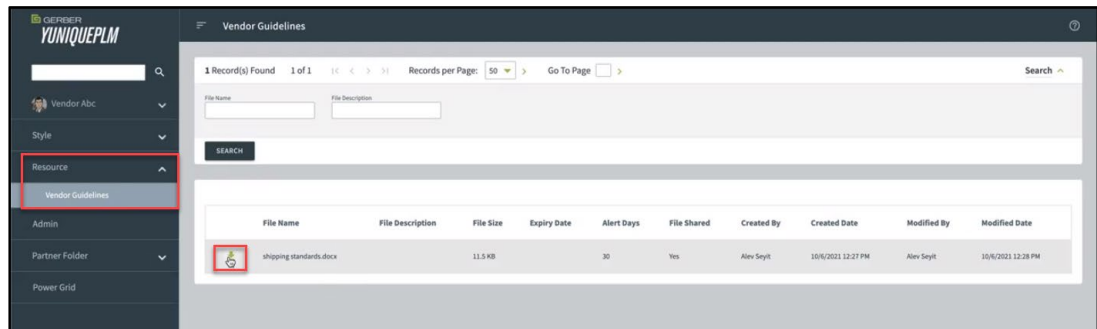 GERBER
YUNIQUEPLM
Vendor Guidelines
1 Record(s) Found 1 of 1 Records per Page: 50 Go To Page Search
Vendor Abc
File Name File Description
Style
SEARCH
Resource
Vendor Guidelines
File Name File Description File Size Expiry Date Alert Days File Shared Created By Created Date Modified By Modified Date
Admin
shipping standards.docx 11.5 KB 30 Yes Alev Seyit 10/6/2021 12:27 PM Alev Seyit 10/6/2021 12:28 PM
Partner Folder
Power Grid